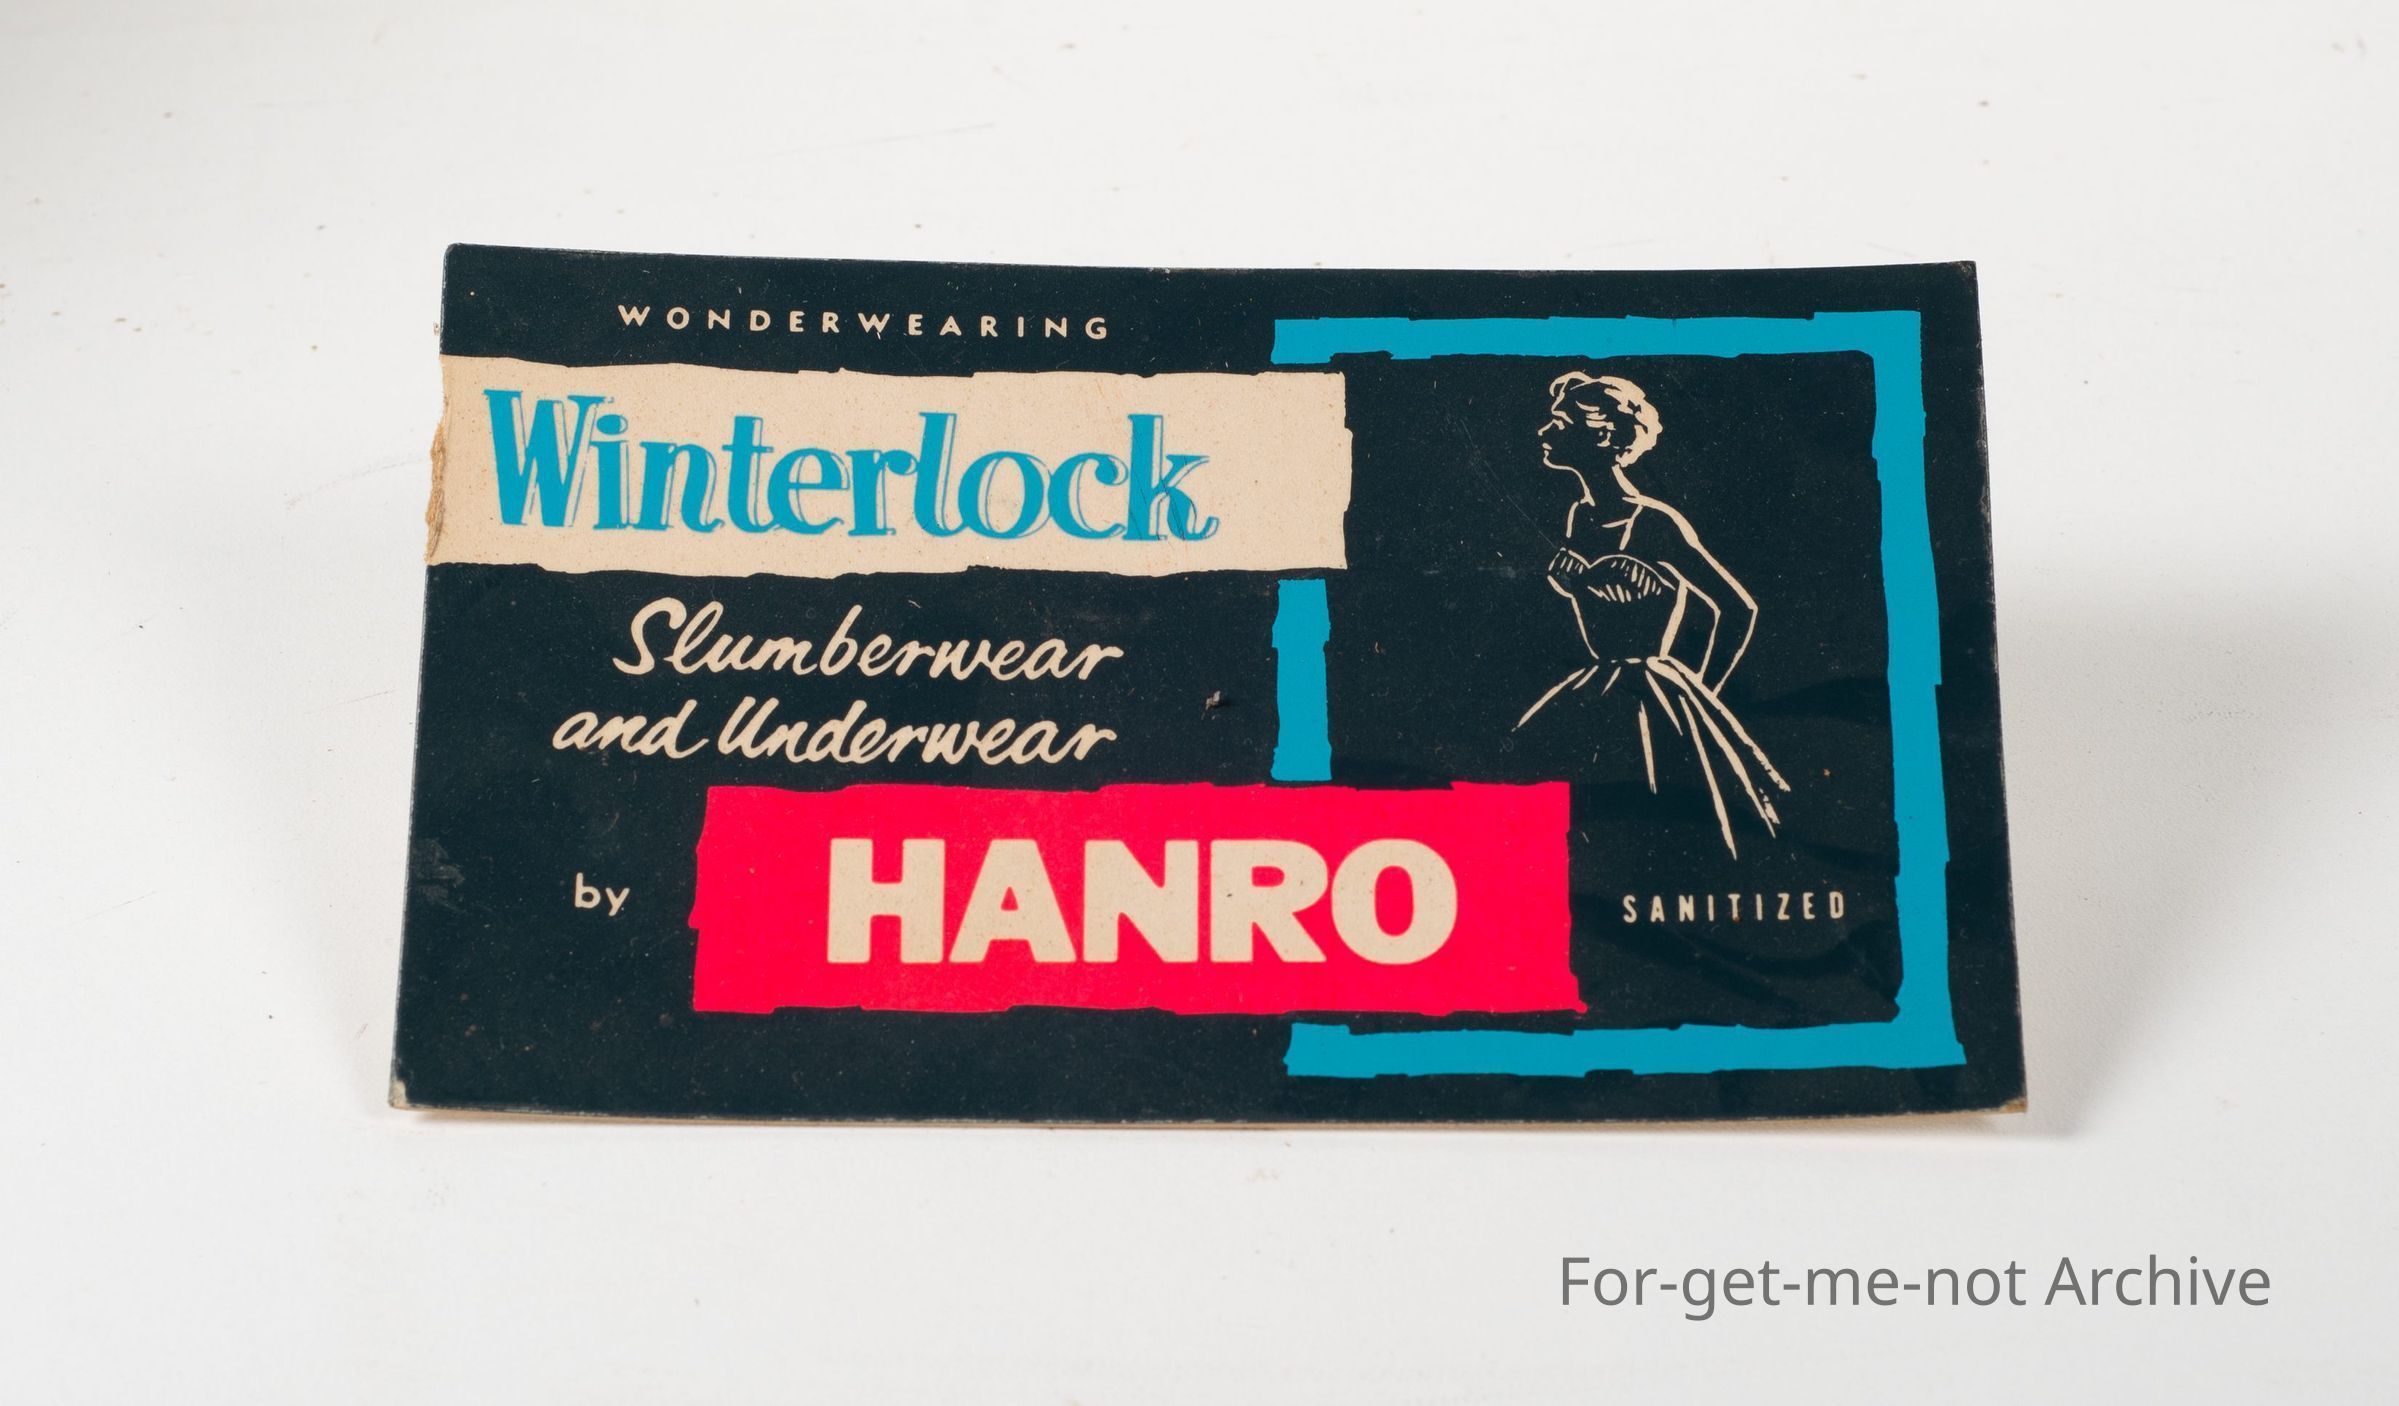 WONDERWEARING
Winterlock
Slumberwear
and Underwear
by HANRO
SANITIZED
For-get-me-not Archive